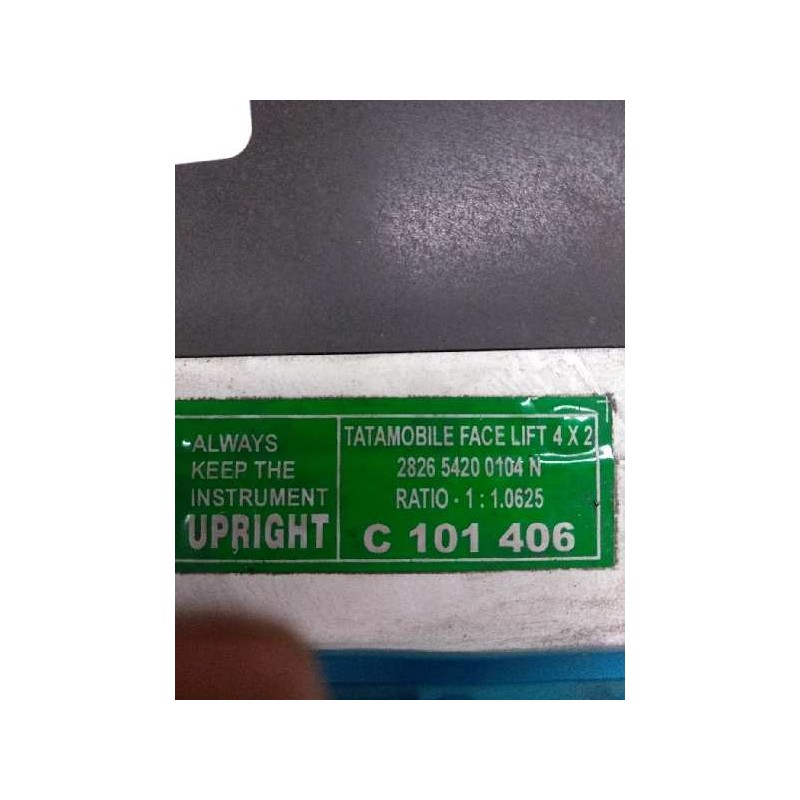 ALWAYS
KEEP THE
INSTRUMENT
UPRIGHT
TATAMOBILE FACE LIFT 4 X 2
2826 5420 0104 N
RATIO - 1 : 1.0625
C 101 406